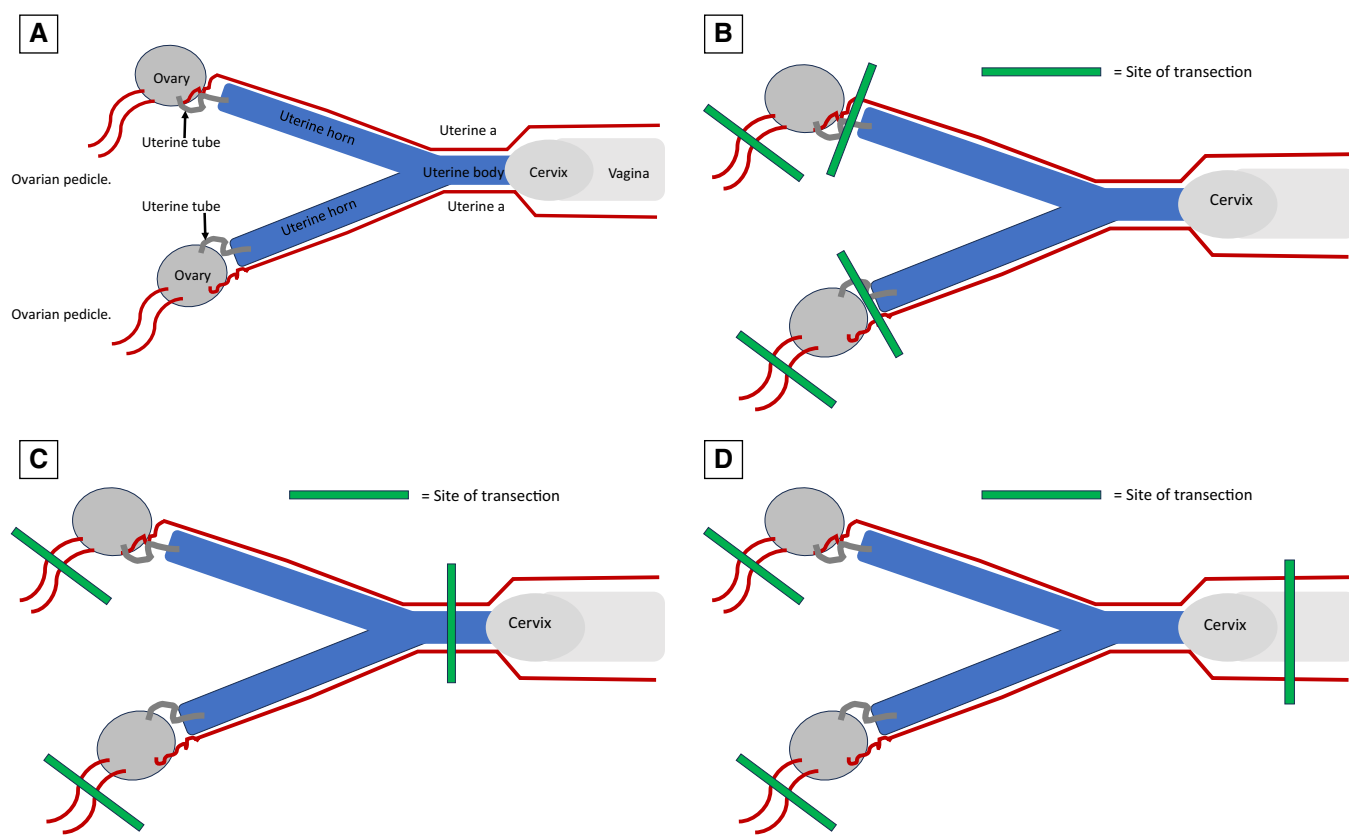 A
Ovary
Uterine tube
Uterine horn
Uterine a
Ovarian pedicle.
Uterine body
Cervix
Vagina
Uterine tube
Uterine horn
Uterine a
Ovary
Ovarian pedicle.
B
= Site of transection
Cervix
C
= Site of transection
Cervix
D
= Site of transection
Cervix